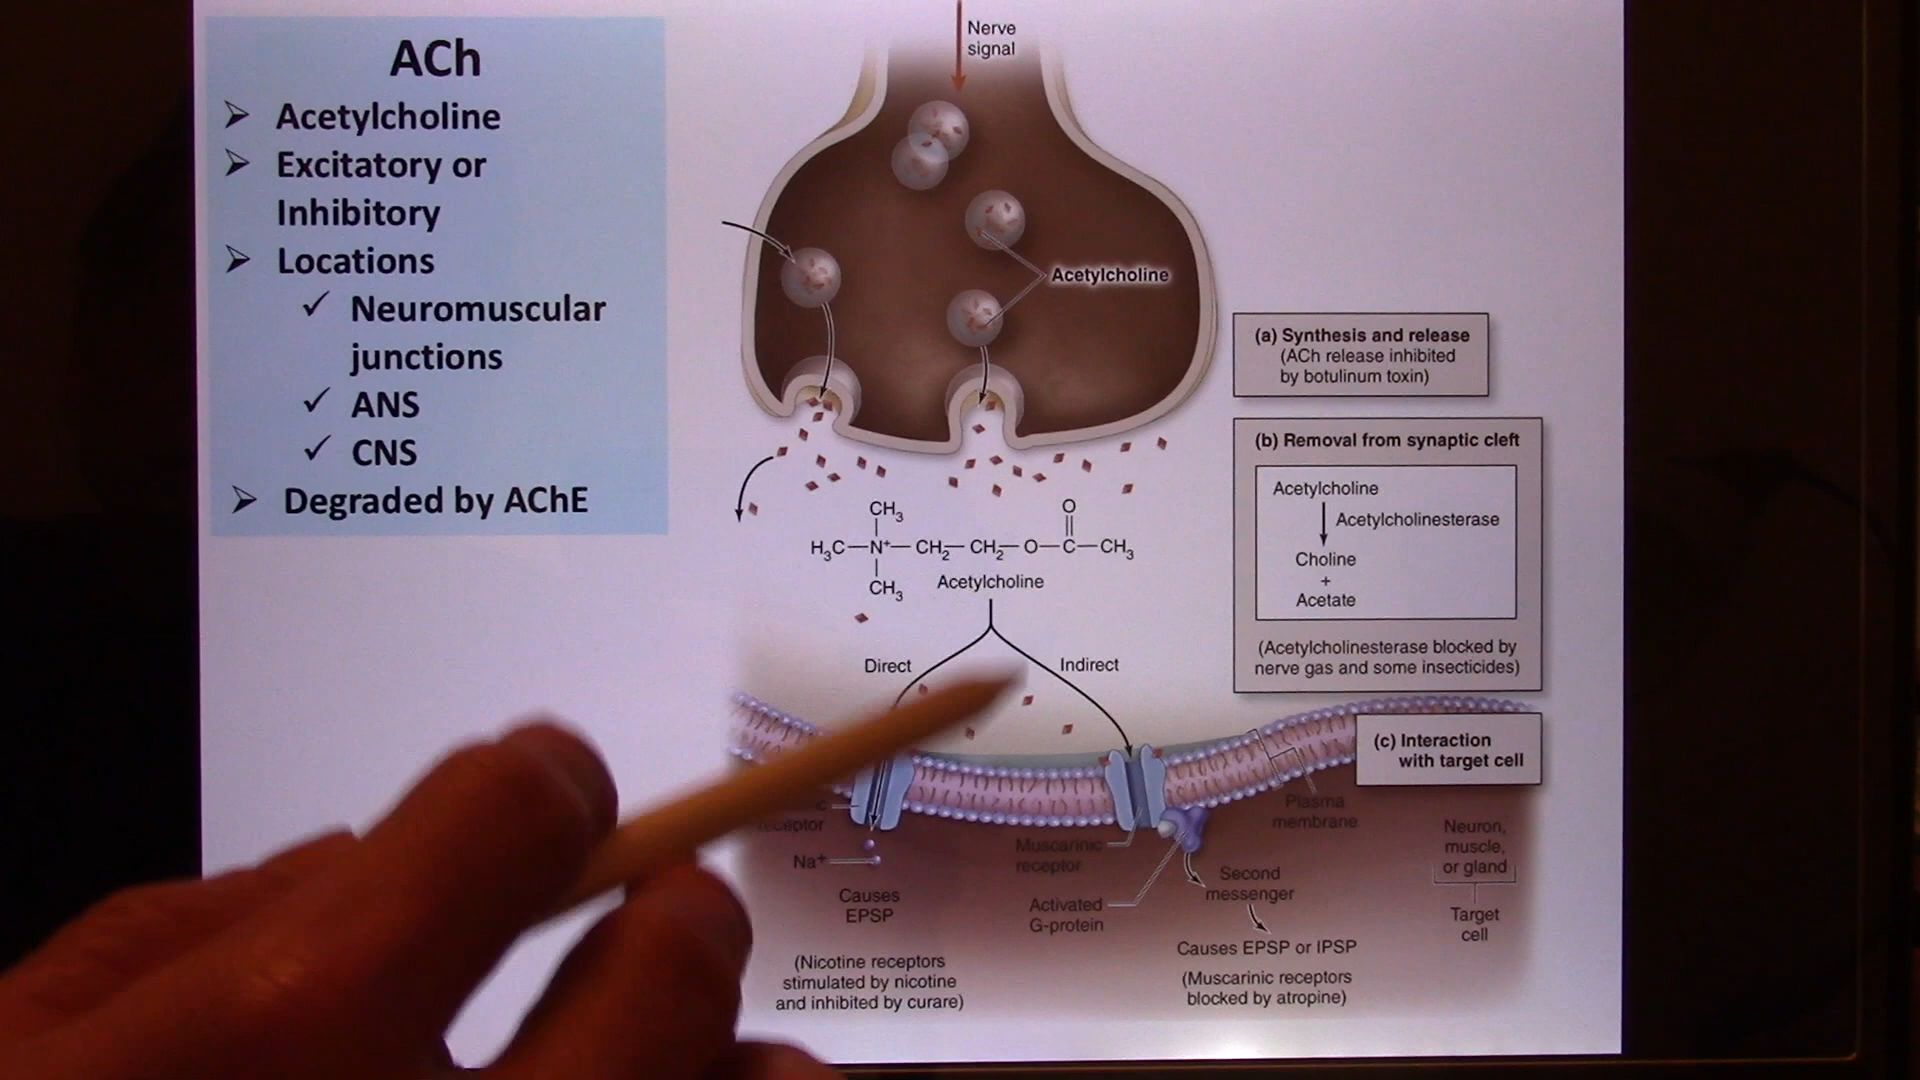 ACh
Acetylcholine
Excitatory or
Inhibitory
Locations
Neuromuscular
junctions
ANS
CNS
Degraded by AChE
Nerve
signal
Acetylcholine
(a) Synthesis and release
(ACh release inhibited
by botulinum toxin)
(b) Removal from synaptic cleft
Acetylcholine
Acetylcholinesterase
Choline
+
Acetate
(Acetylcholinesterase blocked by
nerve gas and some insecticides)
CH3 O
H3C—N+—CH2—CH2—O—C—CH3
CH3
Acetylcholine
Direct
Indirect
(c) Interaction
with target cell
receptor
Na+
Causes
EPSP
(Nicotine receptors
stimulated by nicotine
and inhibited by curare)
Muscarinic
receptor
Activated
G-protein
Second
messenger
Causes EPSP or IPSP
(Muscarinic receptors
blocked by atropine)
Plasma
membrane
Neuron,
muscle,
or gland
Target
cell